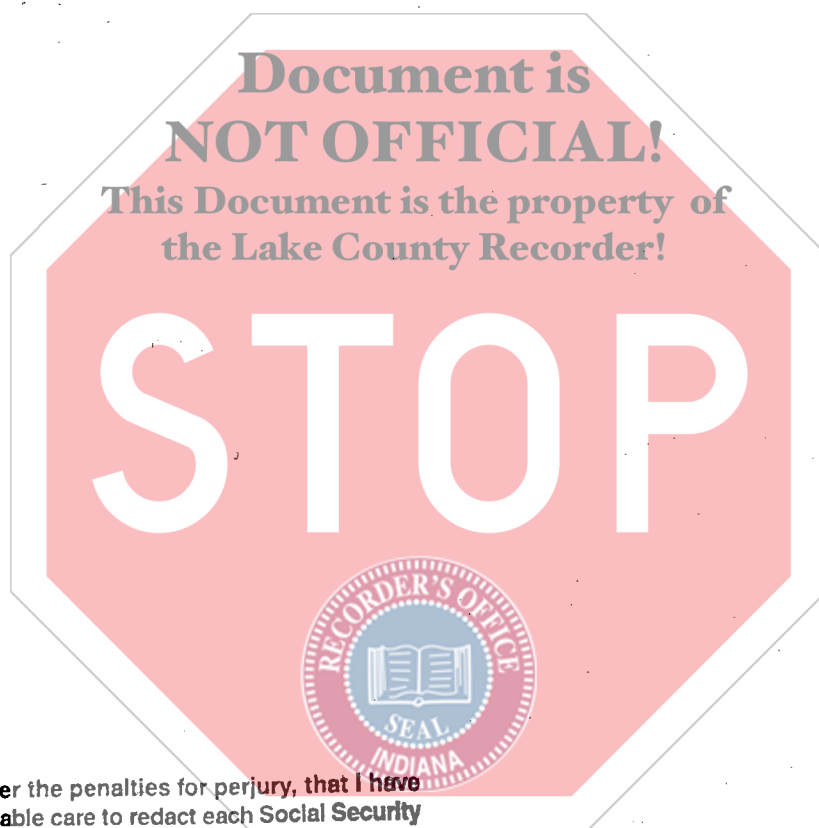 Document is
NOT OFFICIAL!
This Document is the property of
the Lake County Recorder!
STOP
RECORDER'S OFFICE
SEAL
INDIANA
er the penalties for perjury, that I have
able care to redact each Social Security